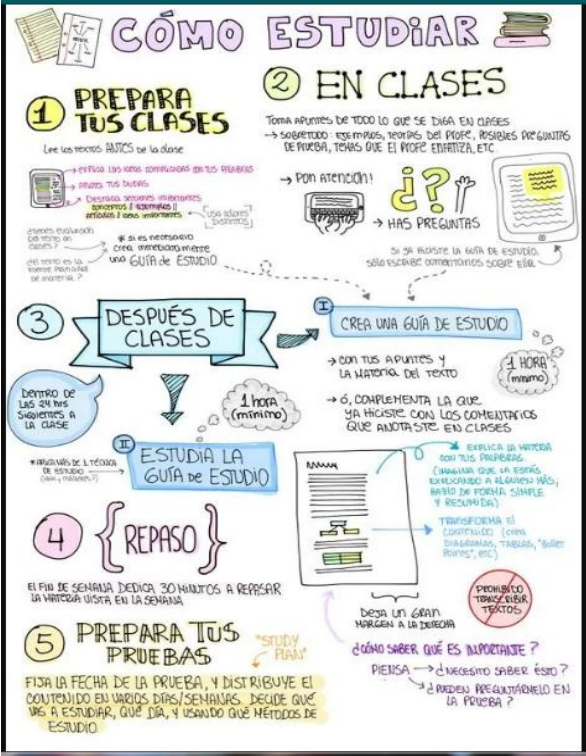 CÓMO ESTUDIAR
1 PREPARA
TUS CLASES
Lee los textos ANTES de la clase
→ explica las ideas complicadas con tus palabras
→ anota tus dudas
→ Destaca secciones importantes
conceptos // ejemplos //
artículos // ideas importantes
[usa colores
distintos]
¿tienes evaluación
del texto en
clases?
¿el texto es la
fuente principal
de materia?
* si es necesario
crea inmediatamente
una GUÍA de ESTUDIO
2 EN CLASES
Toma apuntes de TODO LO QUE SE DIGA EN CLASES
→ SOBRETODO: EJEMPLOS, TEORÍAS DEL PROFE, POSIBLES PREGUNTAS
DE PRUEBA, TEMAS QUE EL PROFE ENFATIZA, ETC.
→ PON ATENCIÓN!
¿?
→ HAS PREGUNTAS
SI YA HICISTE LA GUÍA DE ESTUDIO,
SÓLO ESCRIBE COMENTARIOS SOBRE ELLA
3 DESPUÉS DE
CLASES
DENTRO DE
LAS 24 hrs
SIGUIENTES A
LA CLASE
1 hora
(mínimo)
I
CREA UNA GUÍA DE ESTUDIO
→ CON TUS APUNTES Y
LA MATERIA DEL TEXTO
1 HORA
(mínimo)
→ ó, COMPLEMENTA LA QUE
YA HICISTE CON LOS COMENTARIOS
QUE ANOTASTE EN CLASES
II
ESTUDIA LA
GUÍA DE ESTUDIO
DE ESTUDIO
EXPLICA LA MATERIA
CON TUS PALABRAS.
(IMAGINA QUE LA ESTÁS
EXPLICANDO A ALGUIEN MÁS,
HAZLO DE FORMA SIMPLE
Y RESUMIDA)
TRANSFORMA EL
CONTENIDO (CREA
DIAGRAMAS, TABLAS, "BULLET
POINTS", ETC)
DEJA UN GRAN
MARGEN A LA DERECHA
PROHIBIDO
TRANSCRIBIR
TEXTOS
4 {REPASO}
El FIN DE SEMANA DEDICA 30 MINUTOS A REPASAR
LA MATERIA VISTA EN LA SEMANA
5 PREPARA TUS
PRUEBAS
"STUDY
PLAN"
FIJA LA FECHA DE LA PRUEBA, Y DISTRIBUYE EL
CONTENIDO EN VARIOS DÍAS/SEMANAS. DECIDE QUÉ
VAS A ESTUDIAR, QUÉ DÍA, Y USANDO QUÉ MÉTODOS DE
ESTUDIO
¿CÓMO SABER QUÉ ES IMPORTANTE?
PIENSA → ¿NECESITO SABER ÉSTO?
→ ¿PUEDEN PREGUNTÁRMELO EN
LA PRUEBA?